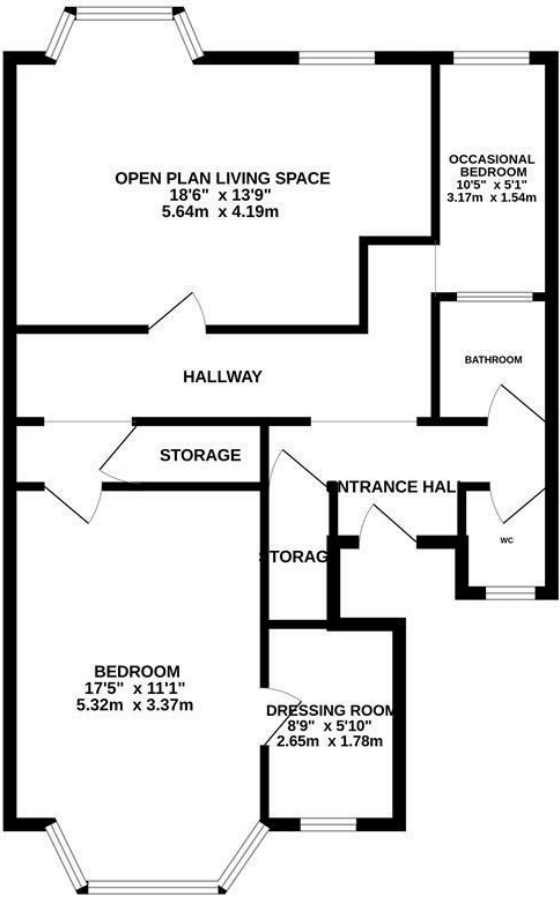 OPEN PLAN LIVING SPACE
18'6" x 13'9"
5.64m x 4.19m
OCCASIONAL
BEDROOM
10'5" x 5'1"
3.17m x 1.54m
BATHROOM
HALLWAY
STORAGE
ENTRANCE HALL
STORAGE
WC
BEDROOM
17'5" x 11'1"
5.32m x 3.37m
DRESSING ROOM
8'9" x 5'10"
2.65m x 1.78m